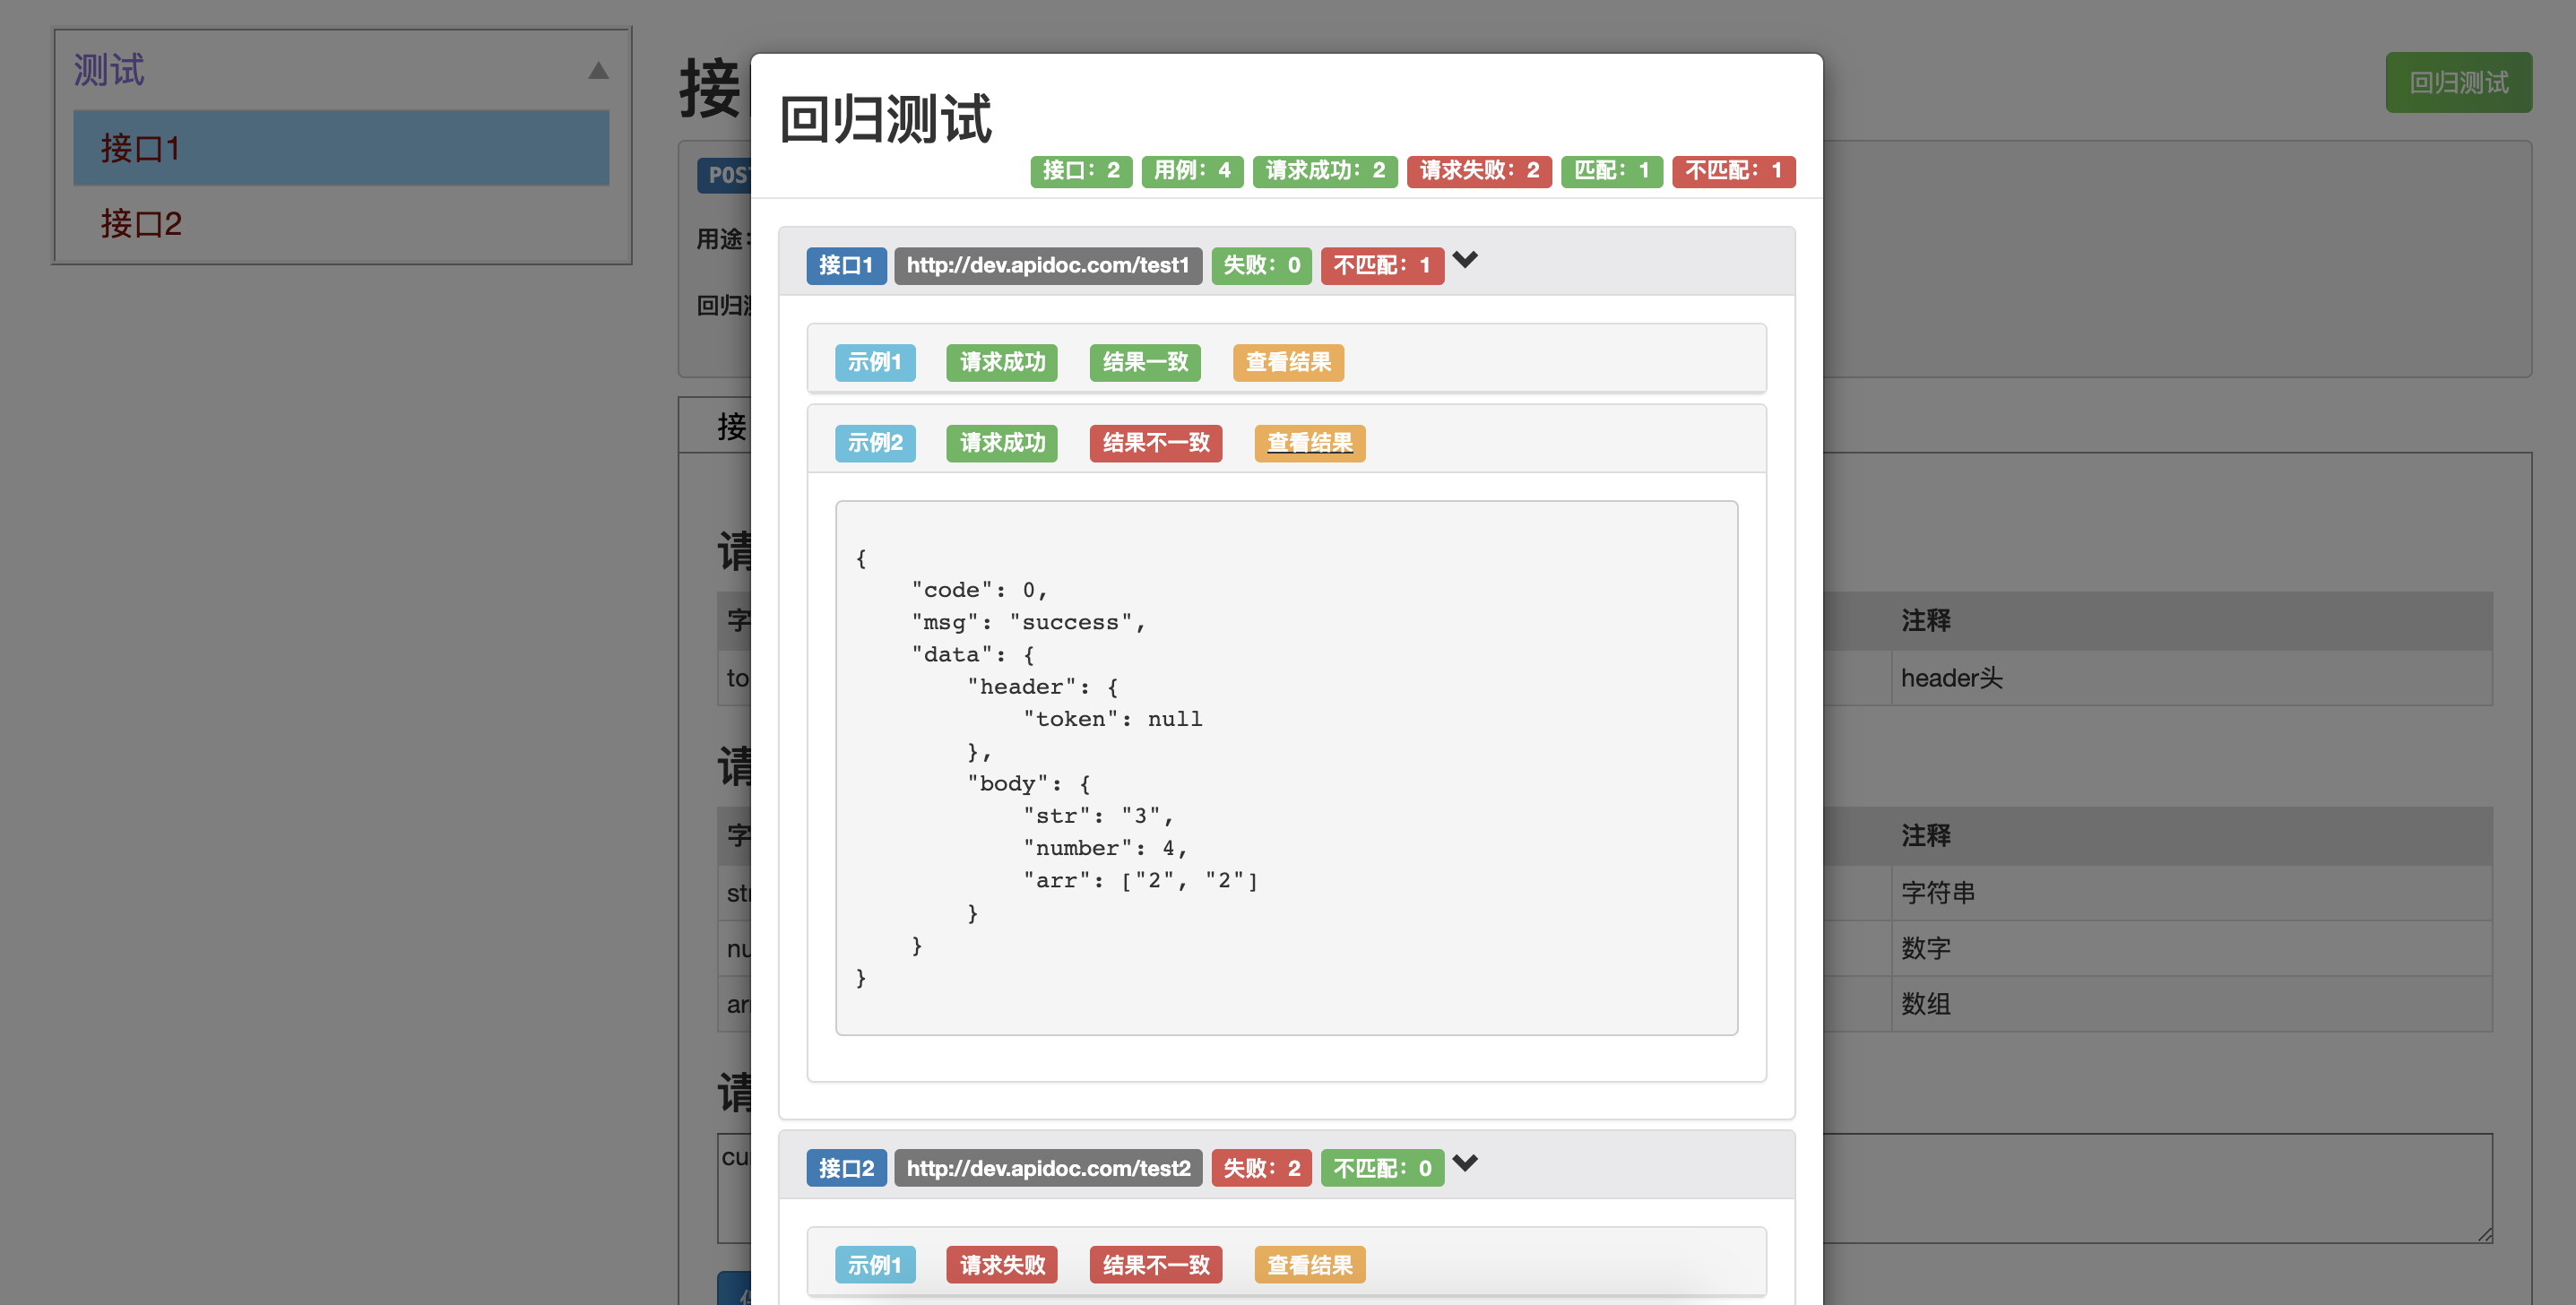 测试
接口1
接口2
回归测试
接
POS
用途:
回归
接
请
字
注释
to
header头
请
字
注释
str
字符串
nu
数字
arr
数组
请
cu
回归测试
接口：2 用例：4 请求成功：2 请求失败：2 匹配：1 不匹配：1
接口1 http://dev.apidoc.com/test1 失败：0 不匹配：1
示例1 请求成功 结果一致 查看结果
示例2 请求成功 结果不一致 查看结果
{
"code": 0,
"msg": "success",
"data": {
"header": {
"token": null
},
"body": {
"str": "3",
"number": 4,
"arr": ["2", "2"]
}
}
}
接口2 http://dev.apidoc.com/test2 失败：2 不匹配：0
示例1 请求失败 结果不一致 查看结果